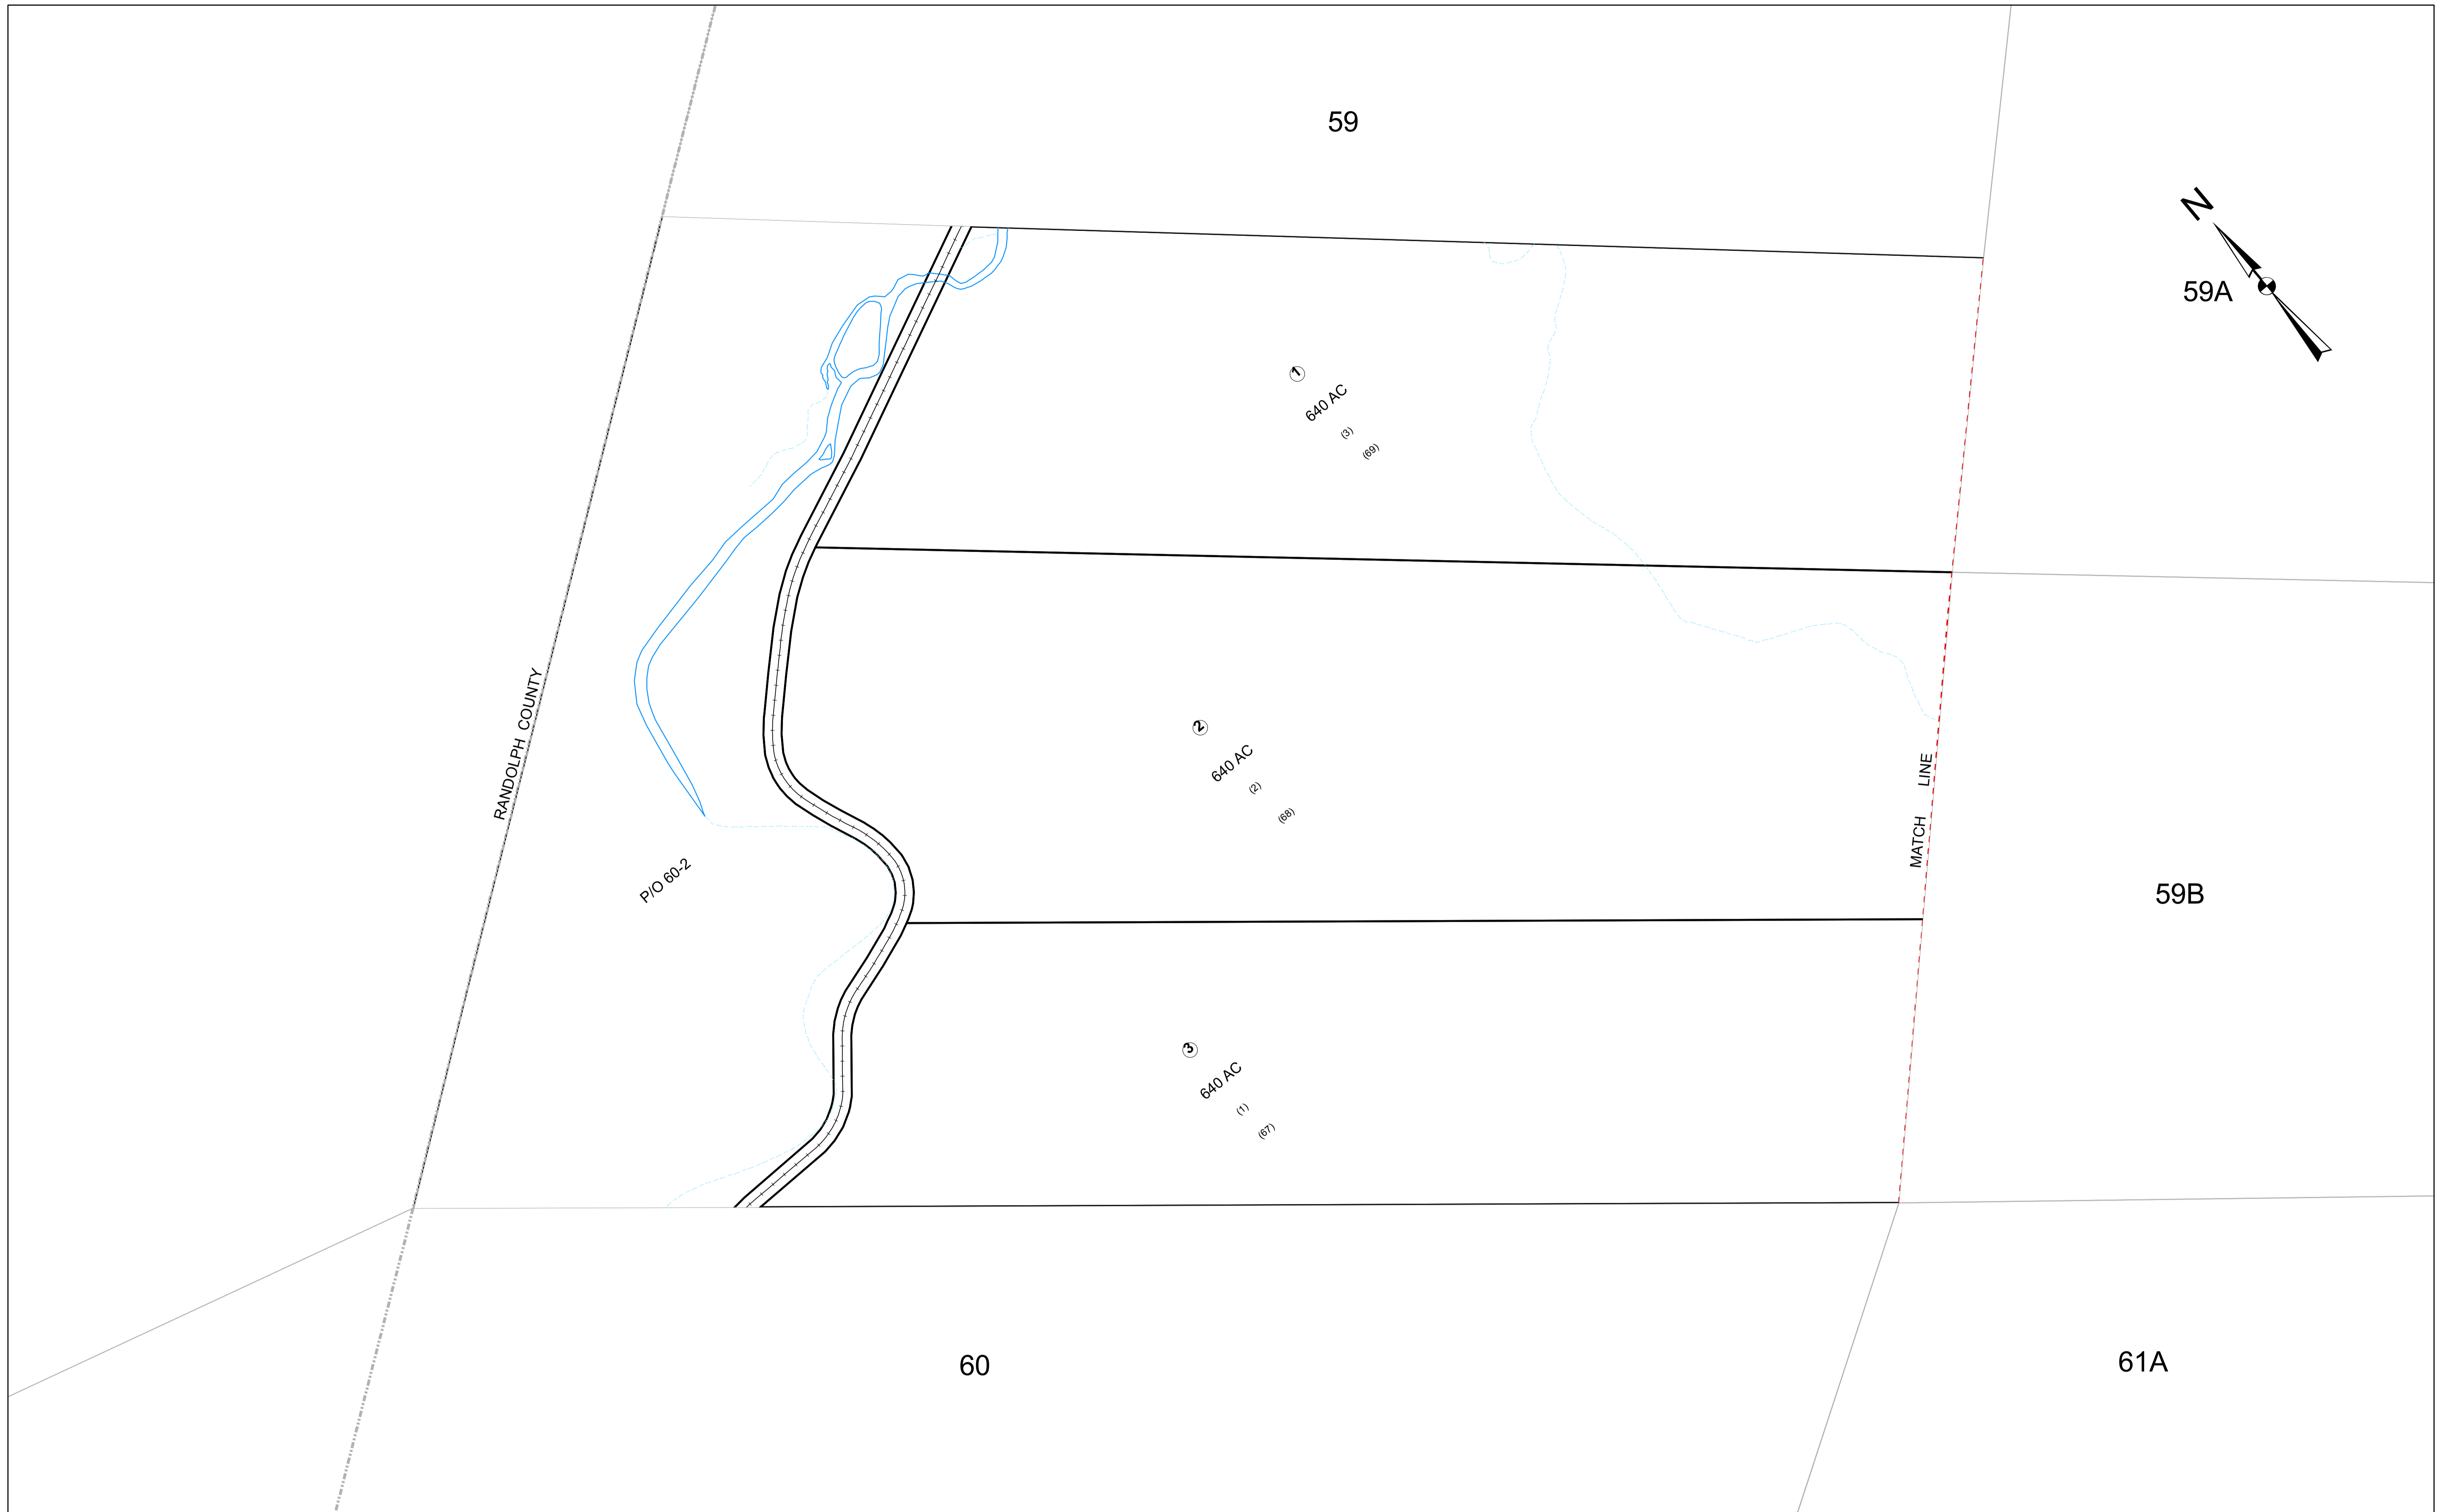 59
N
59A
1
640 AC
(3)
(69)
RANDOLPH COUNTY
2
640 AC
(2)
(68)
MATCH LINE
P/O 60-2
59B
3
640 AC
(1)
(67)
60
61A